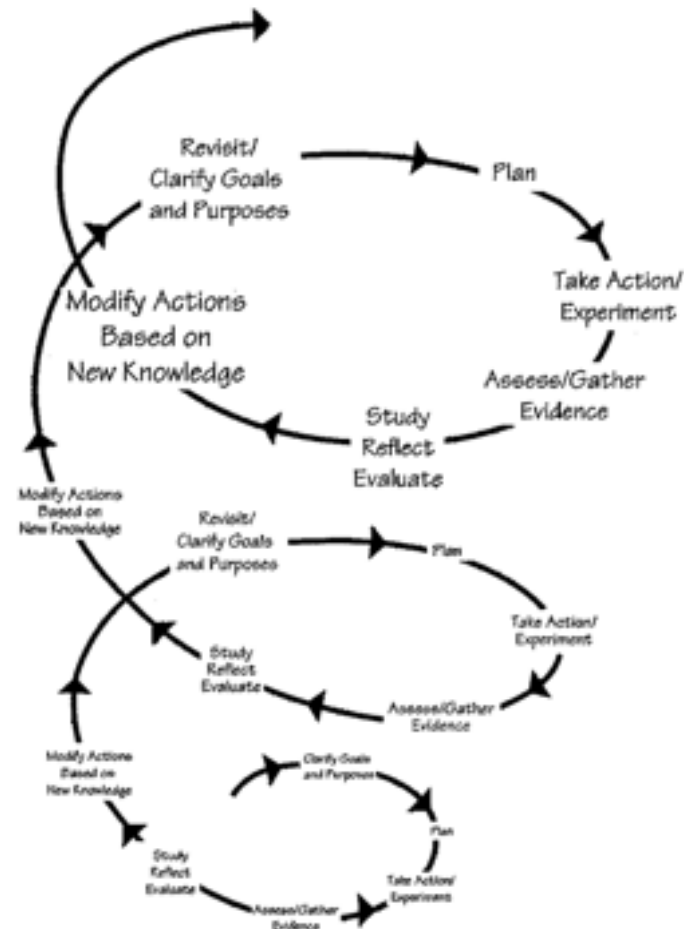 Revisit/
Clarify Goals
and Purposes
Plan
Take Action/
Experiment
Assess/Gather
Evidence
Study
Reflect
Evaluate
Modify Actions
Based on
New Knowledge
Modify Actions
Based on
New Knowledge
Revisit/
Clarify Goals
and Purposes
Plan
Take Action/
Experiment
Assess/Gather
Evidence
Study
Reflect
Evaluate
Modify Actions
Based on
New Knowledge
Clarify Goals
and Purposes
Plan
Take Action/
Experiment
Assess/Gather
Evidence
Study
Reflect
Evaluate